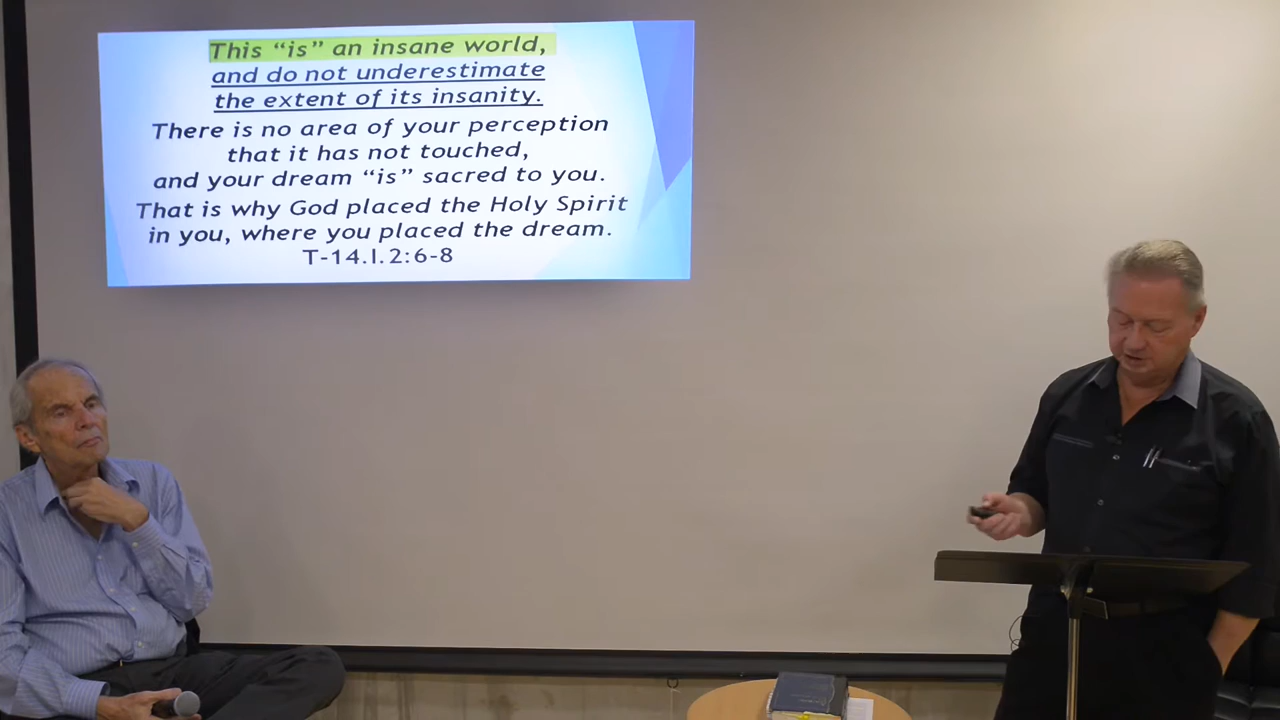 This “is” an insane world,
and do not underestimate
the extent of its insanity.
There is no area of your perception
that it has not touched,
and your dream “is” sacred to you.
That is why God placed the Holy Spirit
in you, where you placed the dream.
T-14.I.2:6-8